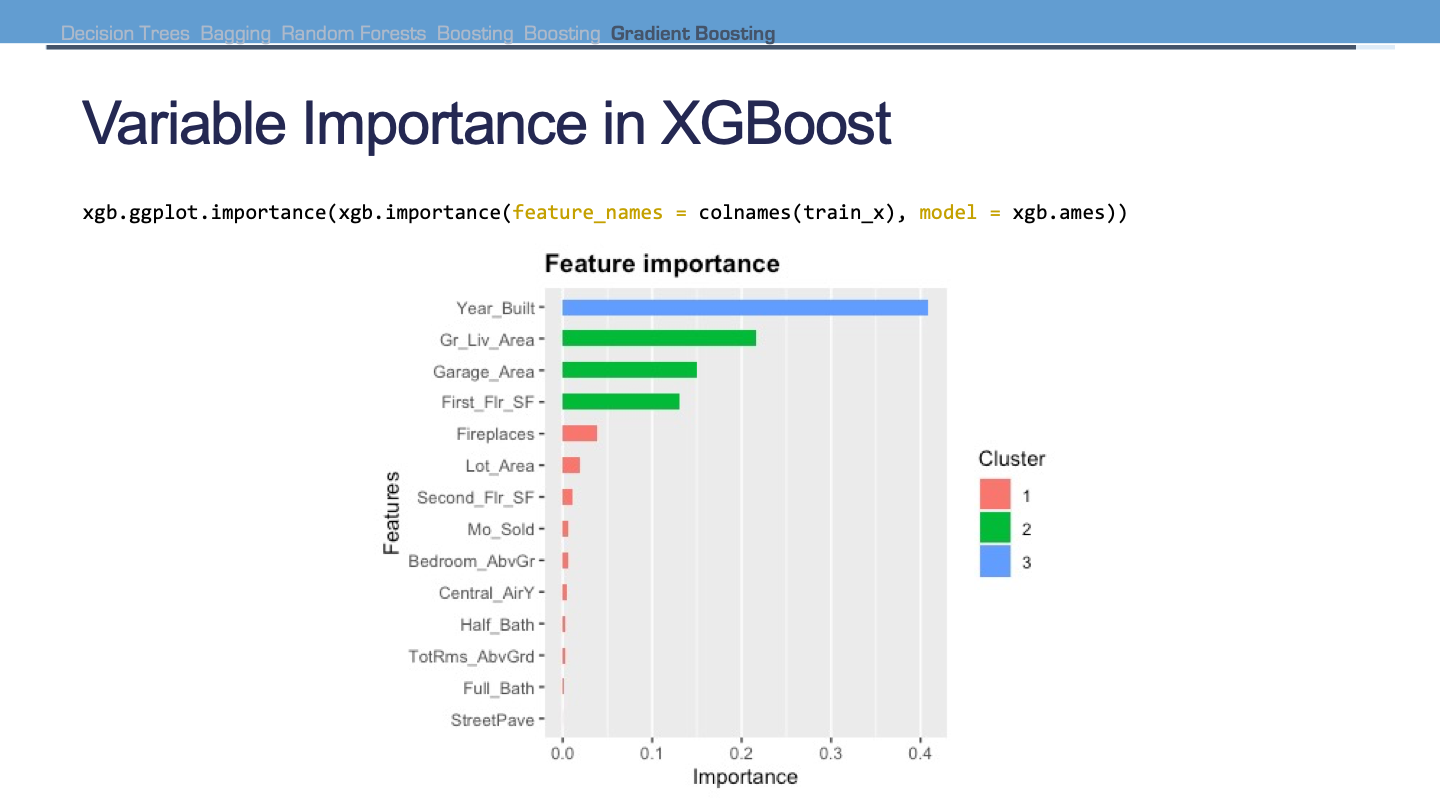 Decision Trees Bagging Random Forests Boosting Boosting Gradient Boosting
Variable Importance in XGBoost
xgb.ggplot.importance(xgb.importance(feature_names = colnames(train_x), model = xgb.ames))
Feature importance
Year_Built
Gr_Liv_Area
Garage_Area
First_Flr_SF
Fireplaces
Lot_Area
Second_Flr_SF
Mo_Sold
Bedroom_AbvGr
Central_AirY
Half_Bath
TotRms_AbvGrd
Full_Bath
StreetPave
Features
0.0 0.1 0.2 0.3 0.4
Importance
Cluster
1
2
3